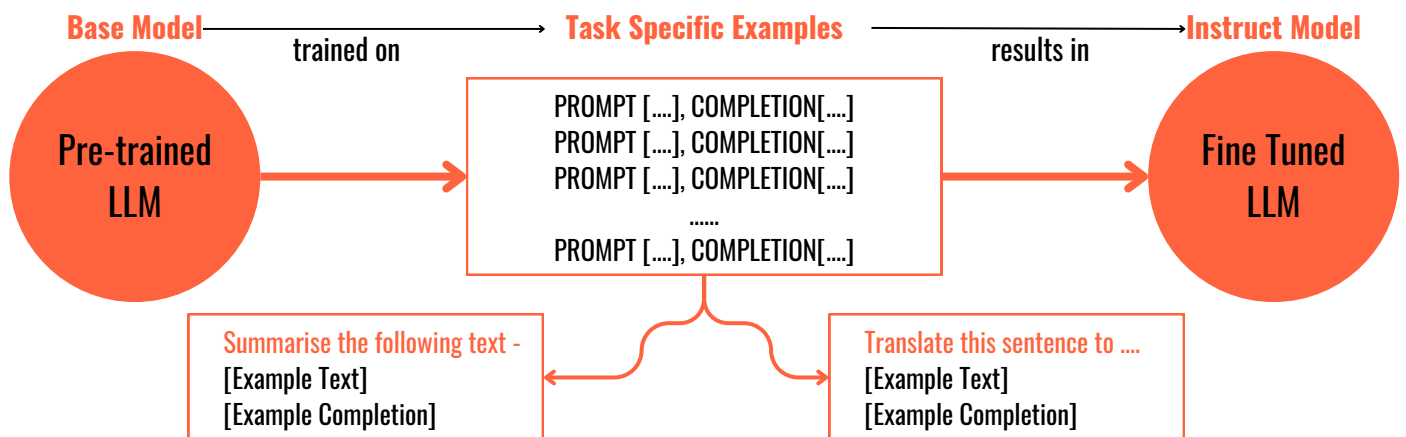 Base Model
trained on
Task Specific Examples
results in
Instruct Model
Pre-trained
LLM
PROMPT [....], COMPLETION[....]
PROMPT [....], COMPLETION[....]
PROMPT [....], COMPLETION[....]
......
PROMPT [....], COMPLETION[....]
Fine Tuned
LLM
Summarise the following text -
[Example Text]
[Example Completion]
Translate this sentence to ....
[Example Text]
[Example Completion]